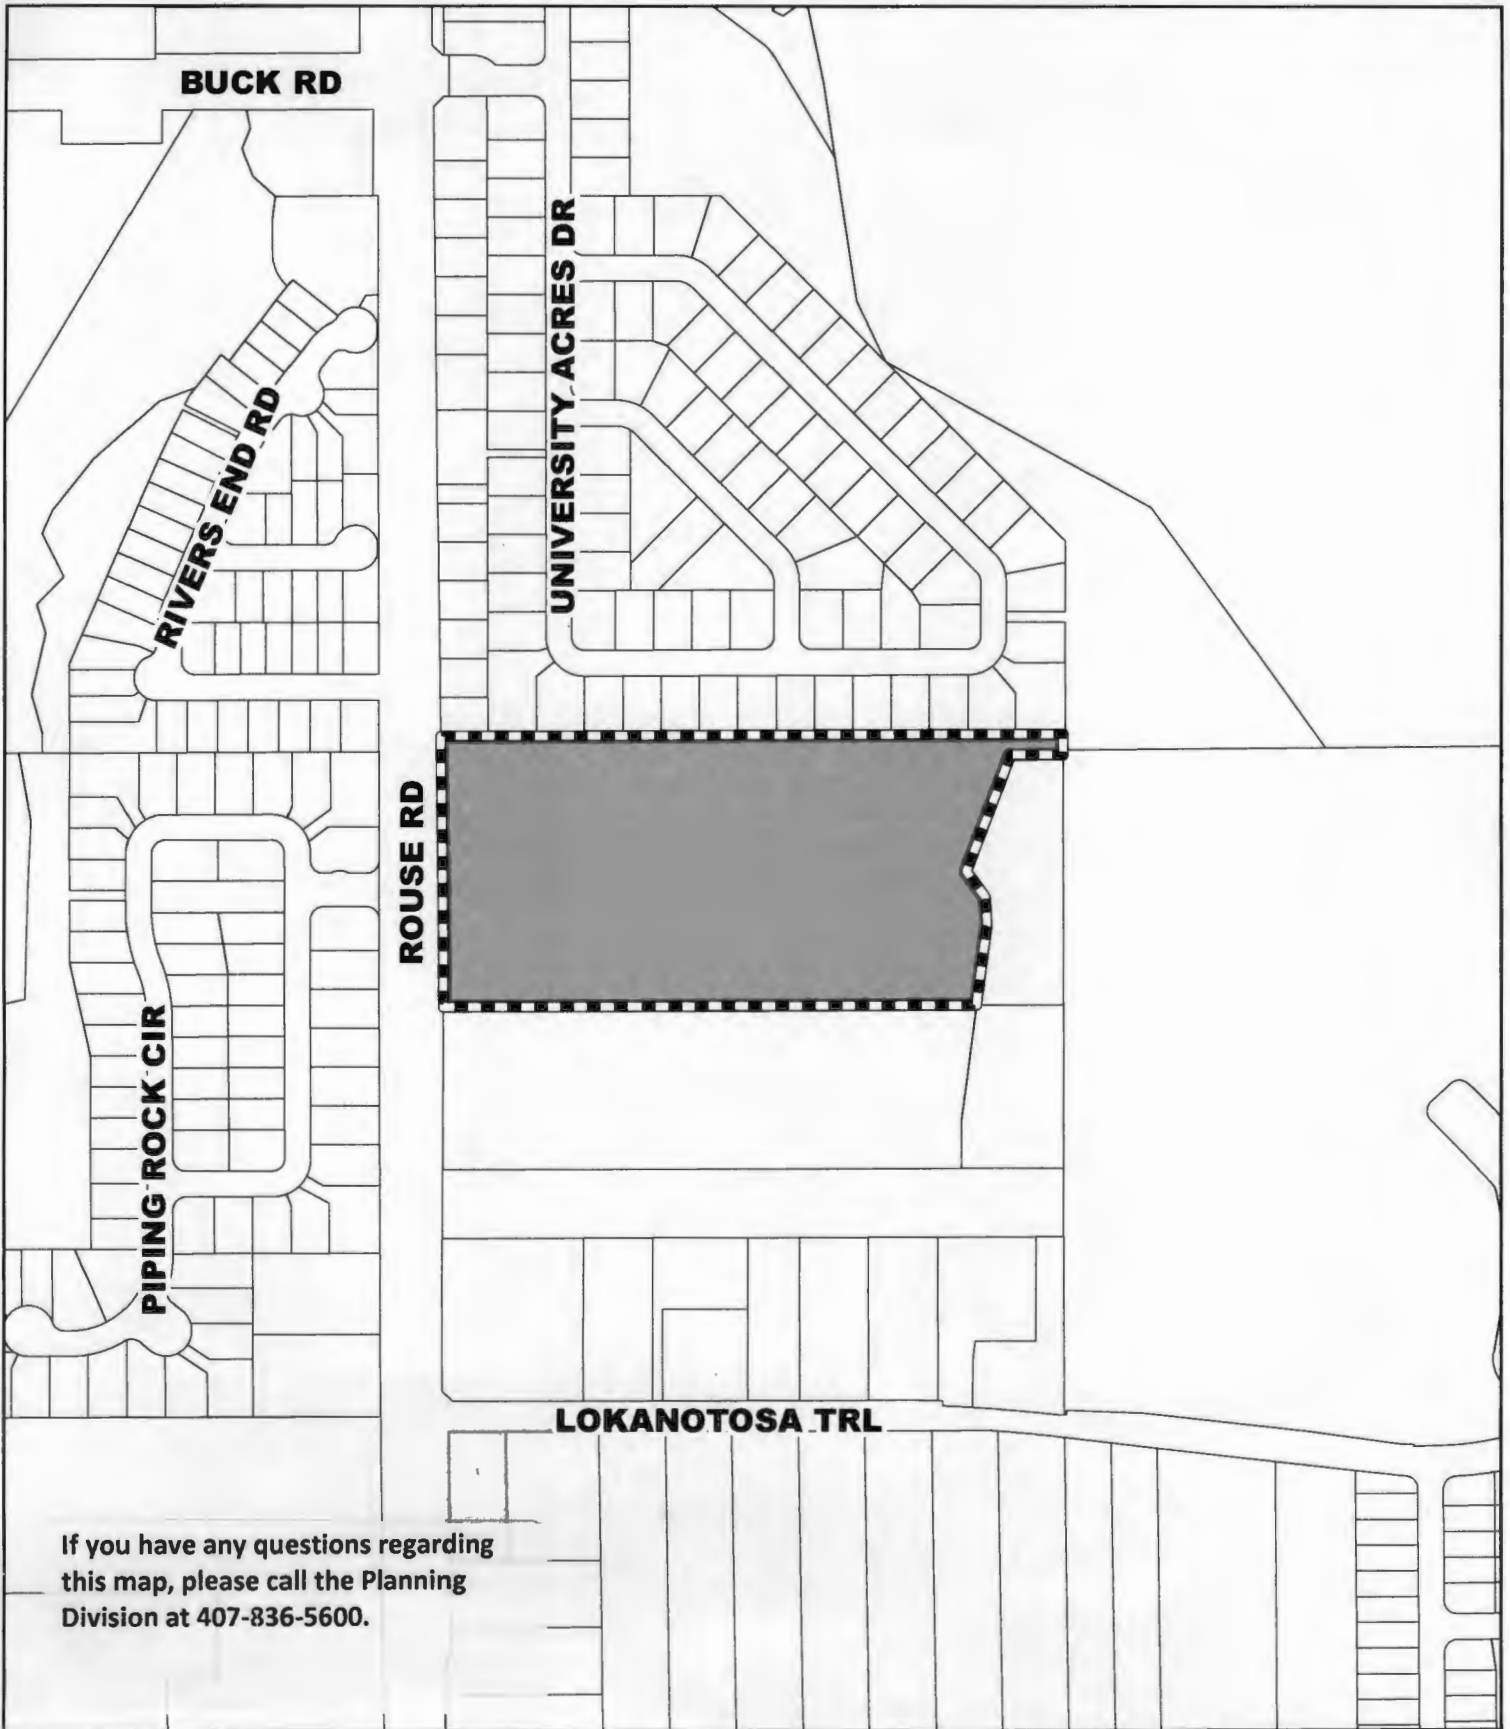 BUCK RD
UNIVERSITY ACRES DR
RIVERS END RD
ROUSE RD
PIPING ROCK CIR
LOKANOTOSA TRL
If you have any questions regarding
this map, please call the Planning
Division at 407-836-5600.